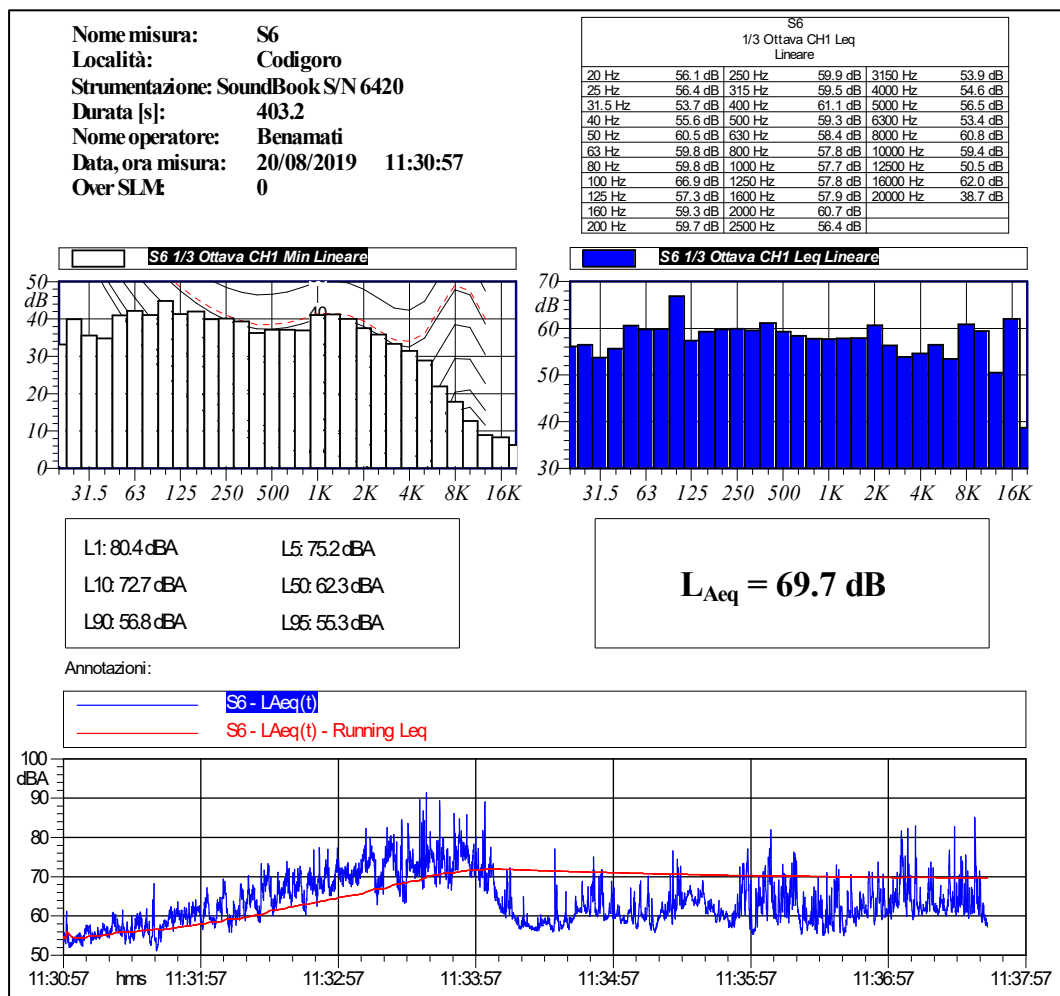 Nome misura: S6
Località: Codigoro
Strumentazione: SoundBook S/N 6420
Durata [s]: 403.2
Nome operatore: Benamati
Data, ora misura: 20/08/2019 11:30:57
Over SLM: 0
S6
1/3 Ottava CH1 Leq
Lineare
20 Hz 56.1 dB 250 Hz 59.9 dB 3150 Hz 53.9 dB
25 Hz 56.4 dB 315 Hz 59.5 dB 4000 Hz 54.6 dB
31.5 Hz 53.7 dB 400 Hz 61.1 dB 5000 Hz 56.5 dB
40 Hz 55.6 dB 500 Hz 59.3 dB 6300 Hz 53.4 dB
50 Hz 60.5 dB 630 Hz 58.4 dB 8000 Hz 60.8 dB
63 Hz 59.8 dB 800 Hz 57.8 dB 10000 Hz 59.4 dB
80 Hz 59.8 dB 1000 Hz 57.7 dB 12500 Hz 50.5 dB
100 Hz 66.9 dB 1250 Hz 57.8 dB 16000 Hz 62.0 dB
125 Hz 57.3 dB 1600 Hz 57.9 dB 20000 Hz 38.7 dB
160 Hz 59.3 dB 2000 Hz 60.7 dB
200 Hz 59.7 dB 2500 Hz 56.4 dB
S6 1/3 Ottava CH1 Min Lineare
50
dB
40
30
20
10
0
31.5 63 125 250 500 1K 2K 4K 8K 16K
S6 1/3 Ottava CH1 Leq Lineare
70
dB
60
50
40
30
31.5 63 125 250 500 1K 2K 4K 8K 16K
L1: 80.4 dBA L5: 75.2 dBA
L10: 72.7 dBA L50: 62.3 dBA
L90: 56.8 dBA L95: 55.3 dBA
LAeq = 69.7 dB
Annotazioni:
S6 - LAeq(t)
S6 - LAeq(t) - Running Leq
100
dBA
90
80
70
60
50
11:30:57 hms 11:31:57 11:32:57 11:33:57 11:34:57 11:35:57 11:36:57 11:37:57